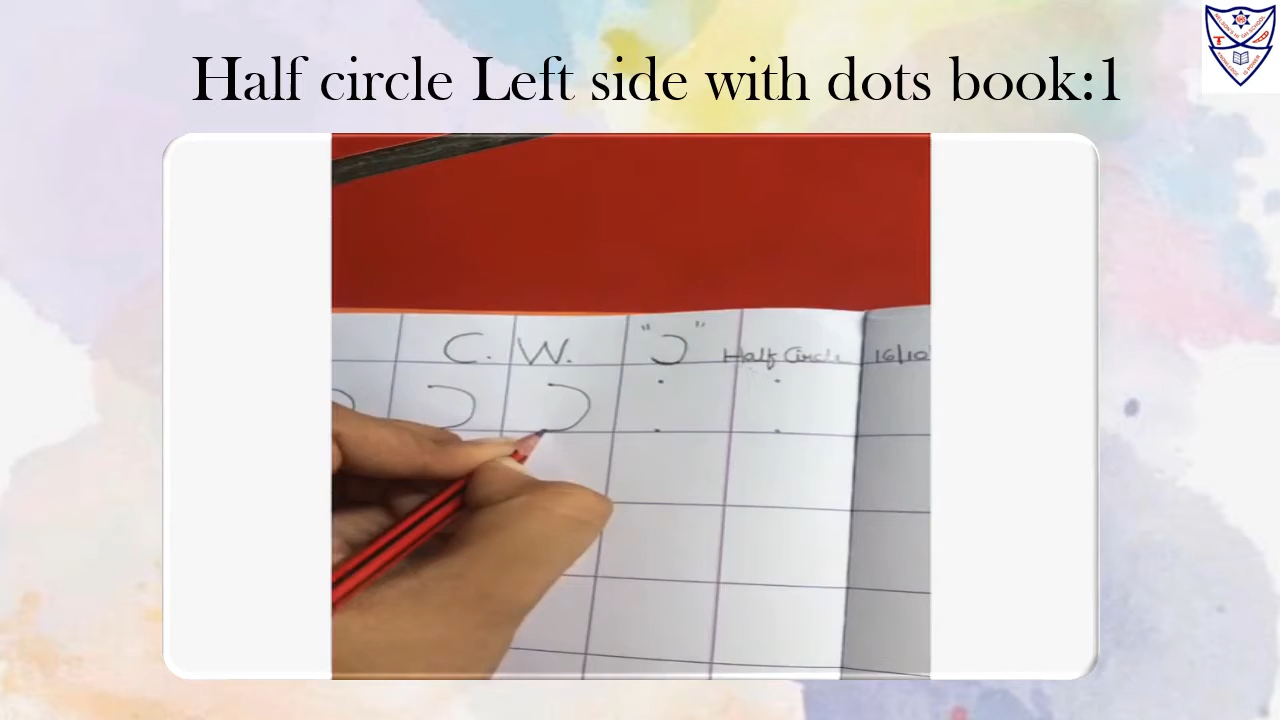 Half circle Left side with dots book:1
C. W. "Ɔ" Half Circle 16/10